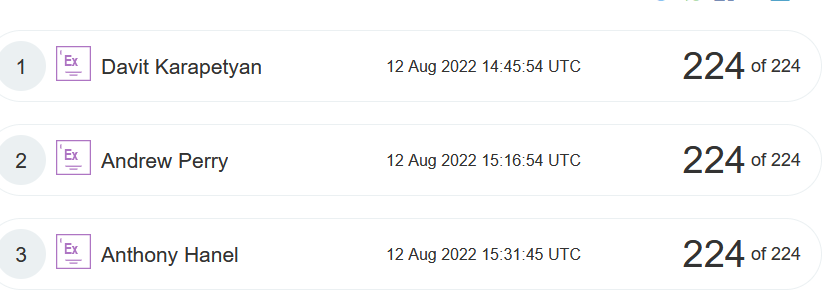 1 Ex Davit Karapetyan 12 Aug 2022 14:45:54 UTC 224 of 224
2 Ex Andrew Perry 12 Aug 2022 15:16:54 UTC 224 of 224
3 Ex Anthony Hanel 12 Aug 2022 15:31:45 UTC 224 of 224